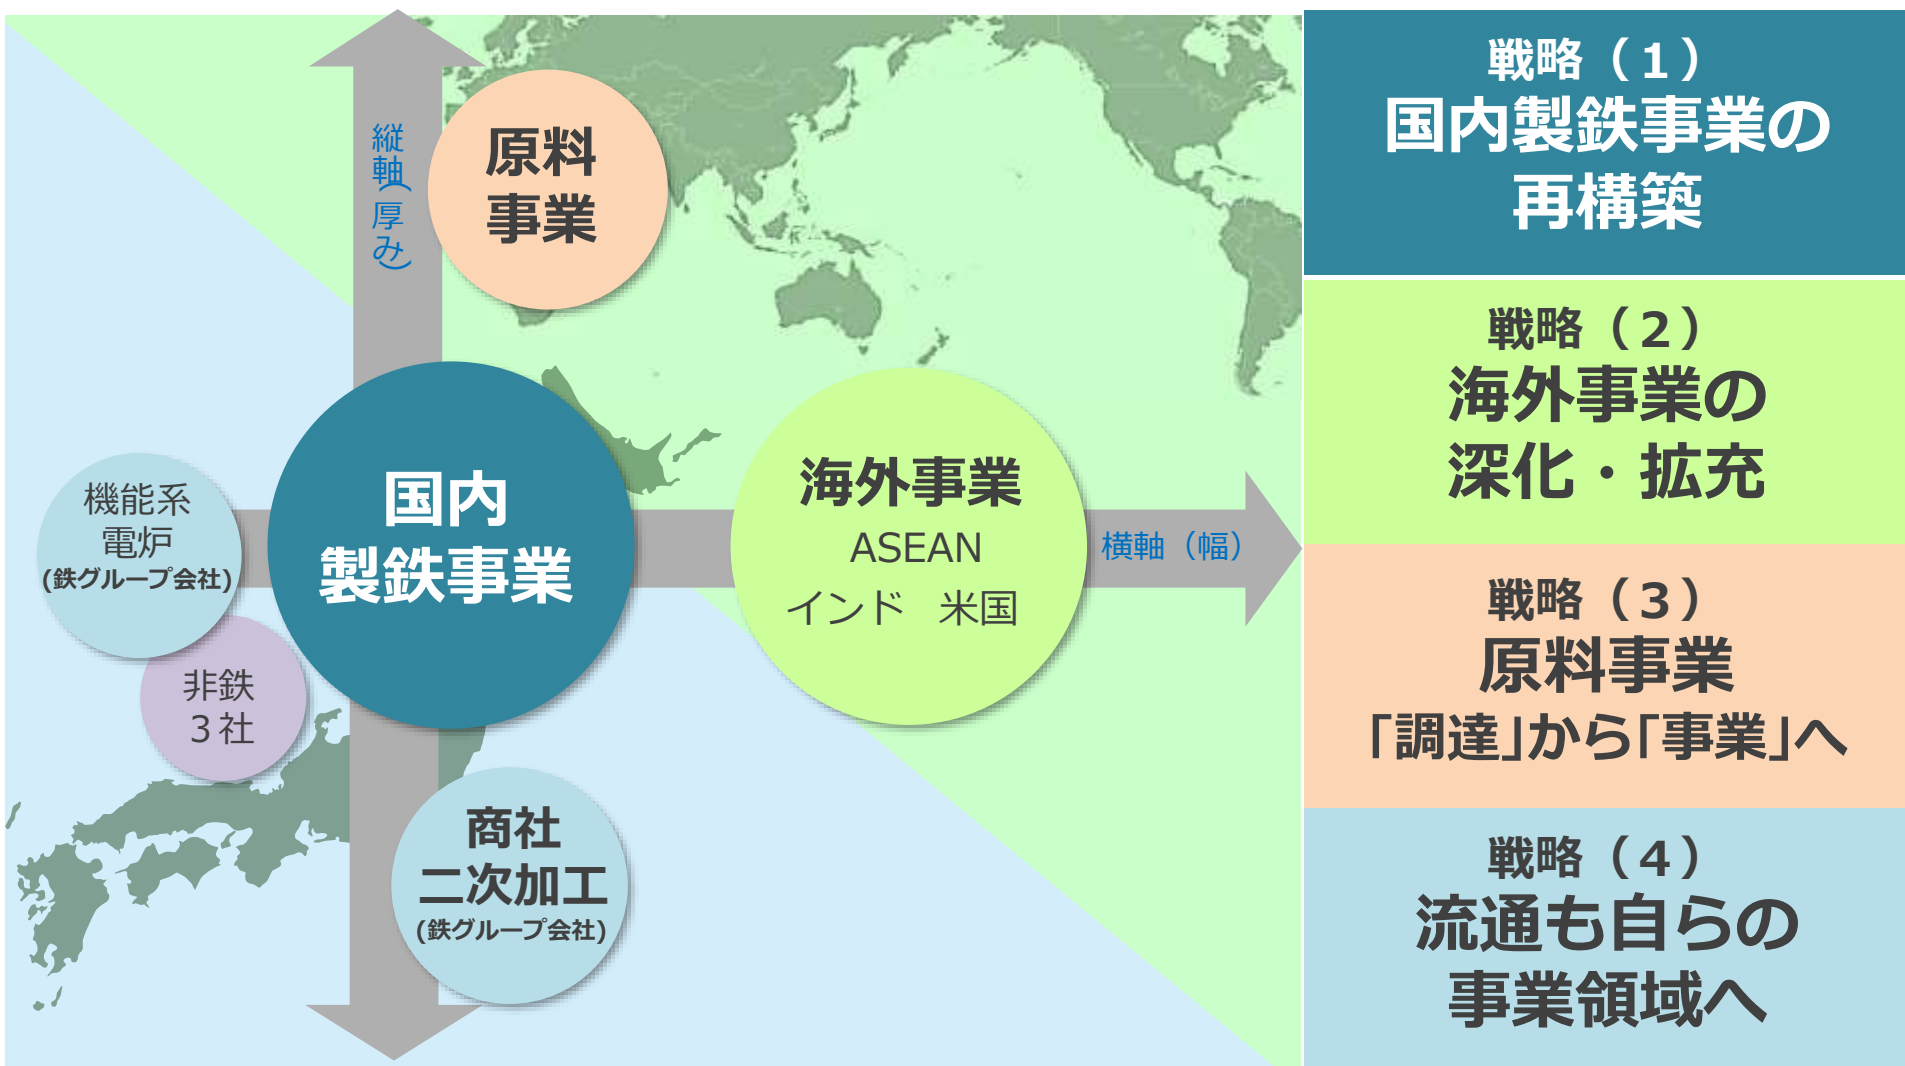 縦軸(厚み)
原料
事業
国内
製鉄事業
機能系
電炉
(鉄グループ会社)
非鉄
３社
商社
二次加工
(鉄グループ会社)
海外事業
ASEAN
インド　米国
横軸（幅）
戦略（１）
国内製鉄事業の
再構築
戦略（２）
海外事業の
深化・拡充
戦略（３）
原料事業
｢調達｣から｢事業｣へ
戦略（４）
流通も自らの
事業領域へ